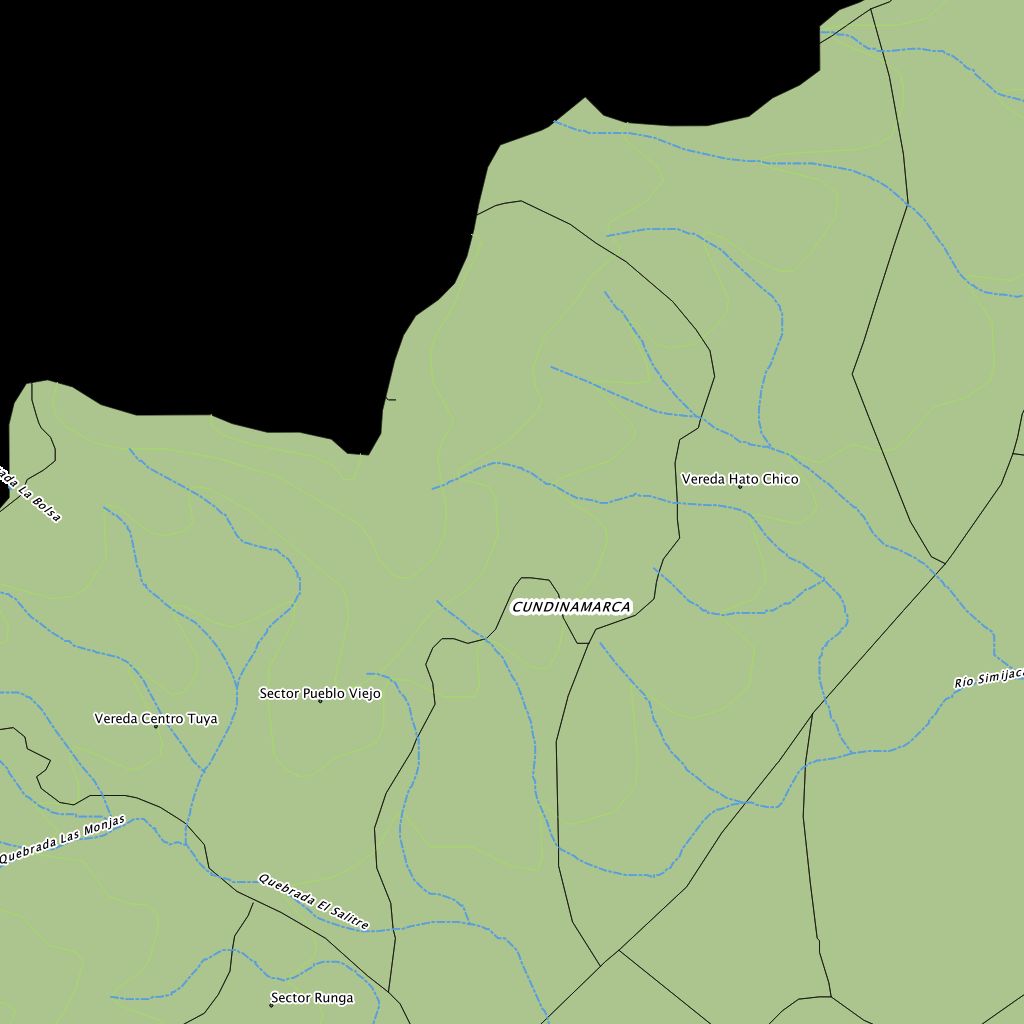 Vereda Hato Chico
ada La Bolsa
CUNDINAMARCA
Río Simijaca
Sector Pueblo Viejo
Vereda Centro Tuya
Quebrada Las Monjas
Quebrada El Salitre
Sector Runga